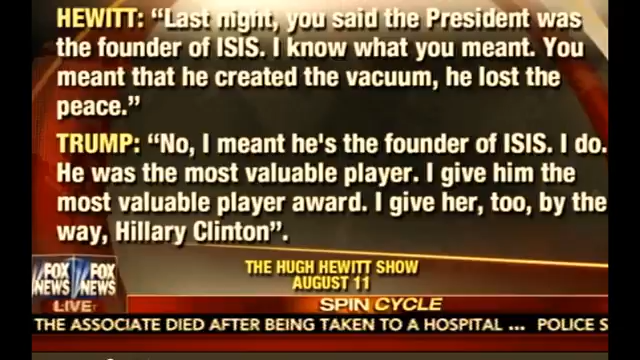 HEWITT: “Last night, you said the President was
the founder of ISIS. I know what you meant. You
meant that he created the vacuum, he lost the
peace.”
TRUMP: “No, I meant he's the founder of ISIS. I do.
He was the most valuable player. I give him the
most valuable player award. I give her, too, by the
way, Hillary Clinton”.
THE HUGH HEWITT SHOW
AUGUST 11
FOX NEWS
FOX NEWS
LIVE
SPIN CYCLE
THE ASSOCIATE DIED AFTER BEING TAKEN TO A HOSPITAL ... POLICE S